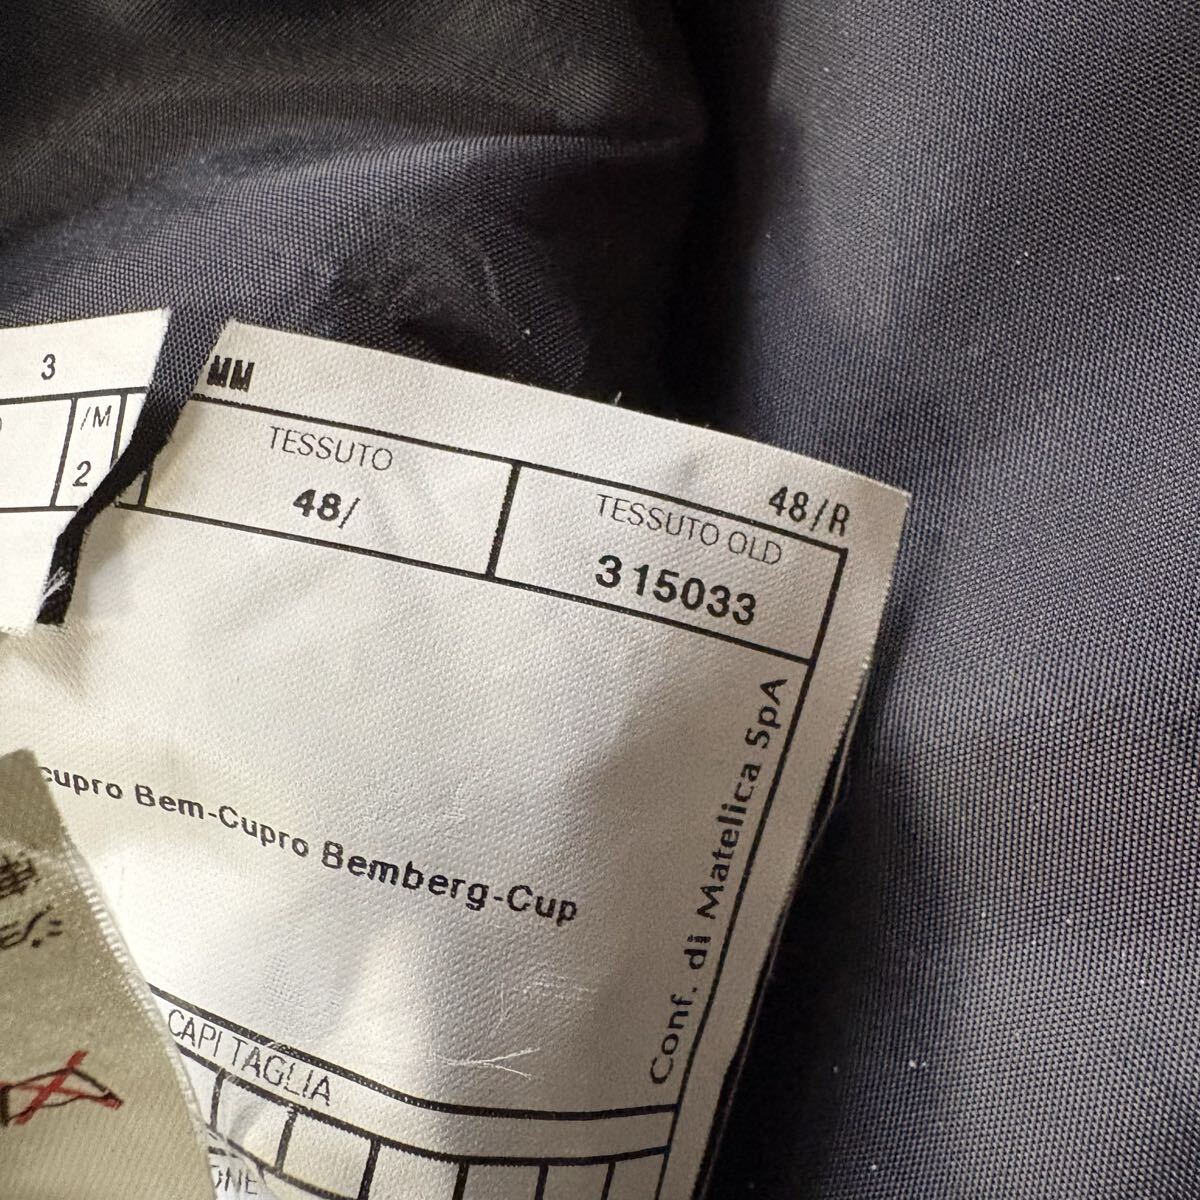 3
MM
48/R
/M
2
TESSUTO
48/
TESSUTO OLD
315033
cupro Bem-Cupro Bemberg-Cup
Conf. di Matelica SpA
CAPI TAGLIA